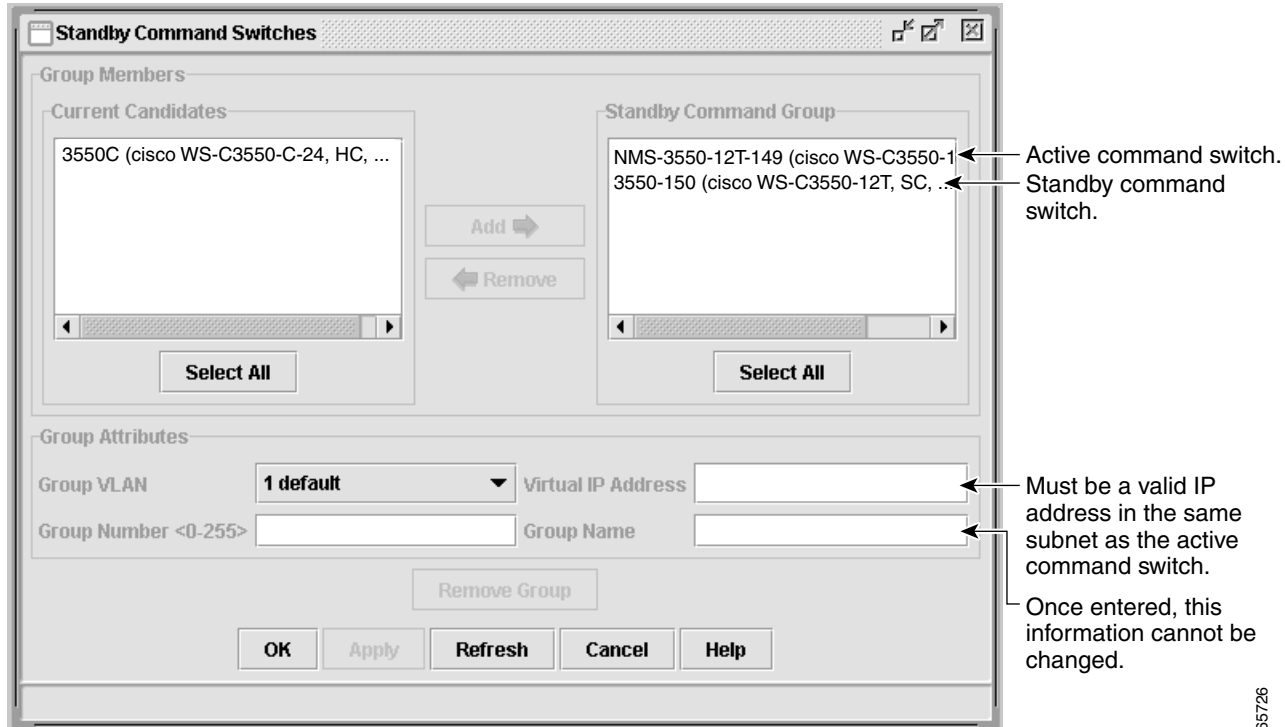 Standby Command Switches
Group Members
Current Candidates
3550C (cisco WS-C3550-C-24, HC, ...
Select All
Add
Remove
Standby Command Group
NMS-3550-12T-149 (cisco WS-C3550-1
3550-150 (cisco WS-C3550-12T, SC, ...
Select All
Active command switch.
Standby command
switch.
Group Attributes
Group VLAN
1 default
Virtual IP Address
Group Number <0-255>
Group Name
Must be a valid IP
address in the same
subnet as the active
command switch.
Once entered, this
information cannot be
changed.
Remove Group
OK
Apply
Refresh
Cancel
Help
65726